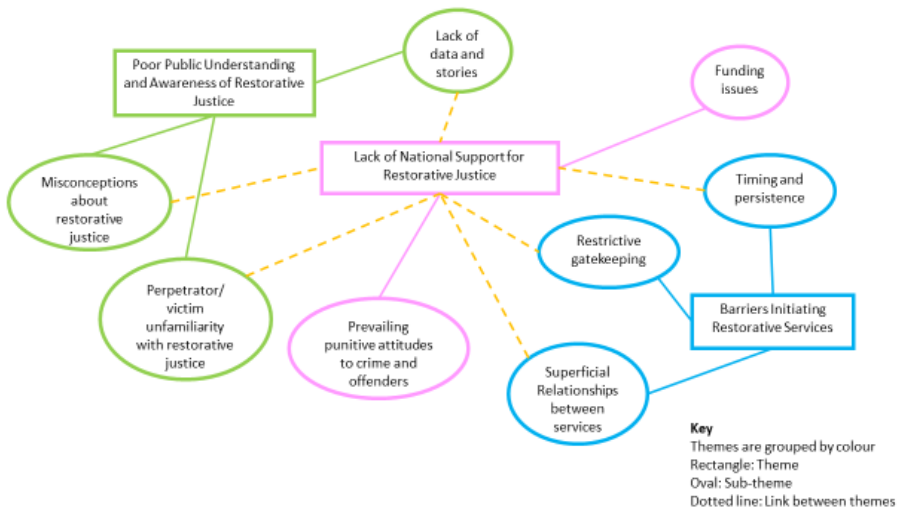 Lack of
data and
stories
Poor Public Understanding
and Awareness of Restorative
Justice
Funding
issues
Lack of National Support for
Restorative Justice
Misconceptions
about
restorative
justice
Timing and
persistence
Restrictive
gatekeeping
Perpetrator/
victim
unfamiliarity
with restorative
justice
Prevailing
punitive attitudes
to crime and
offenders
Barriers Initiating
Restorative Services
Superficial
Relationships
between
services
Key
Themes are grouped by colour
Rectangle: Theme
Oval: Sub-theme
Dotted line: Link between themes